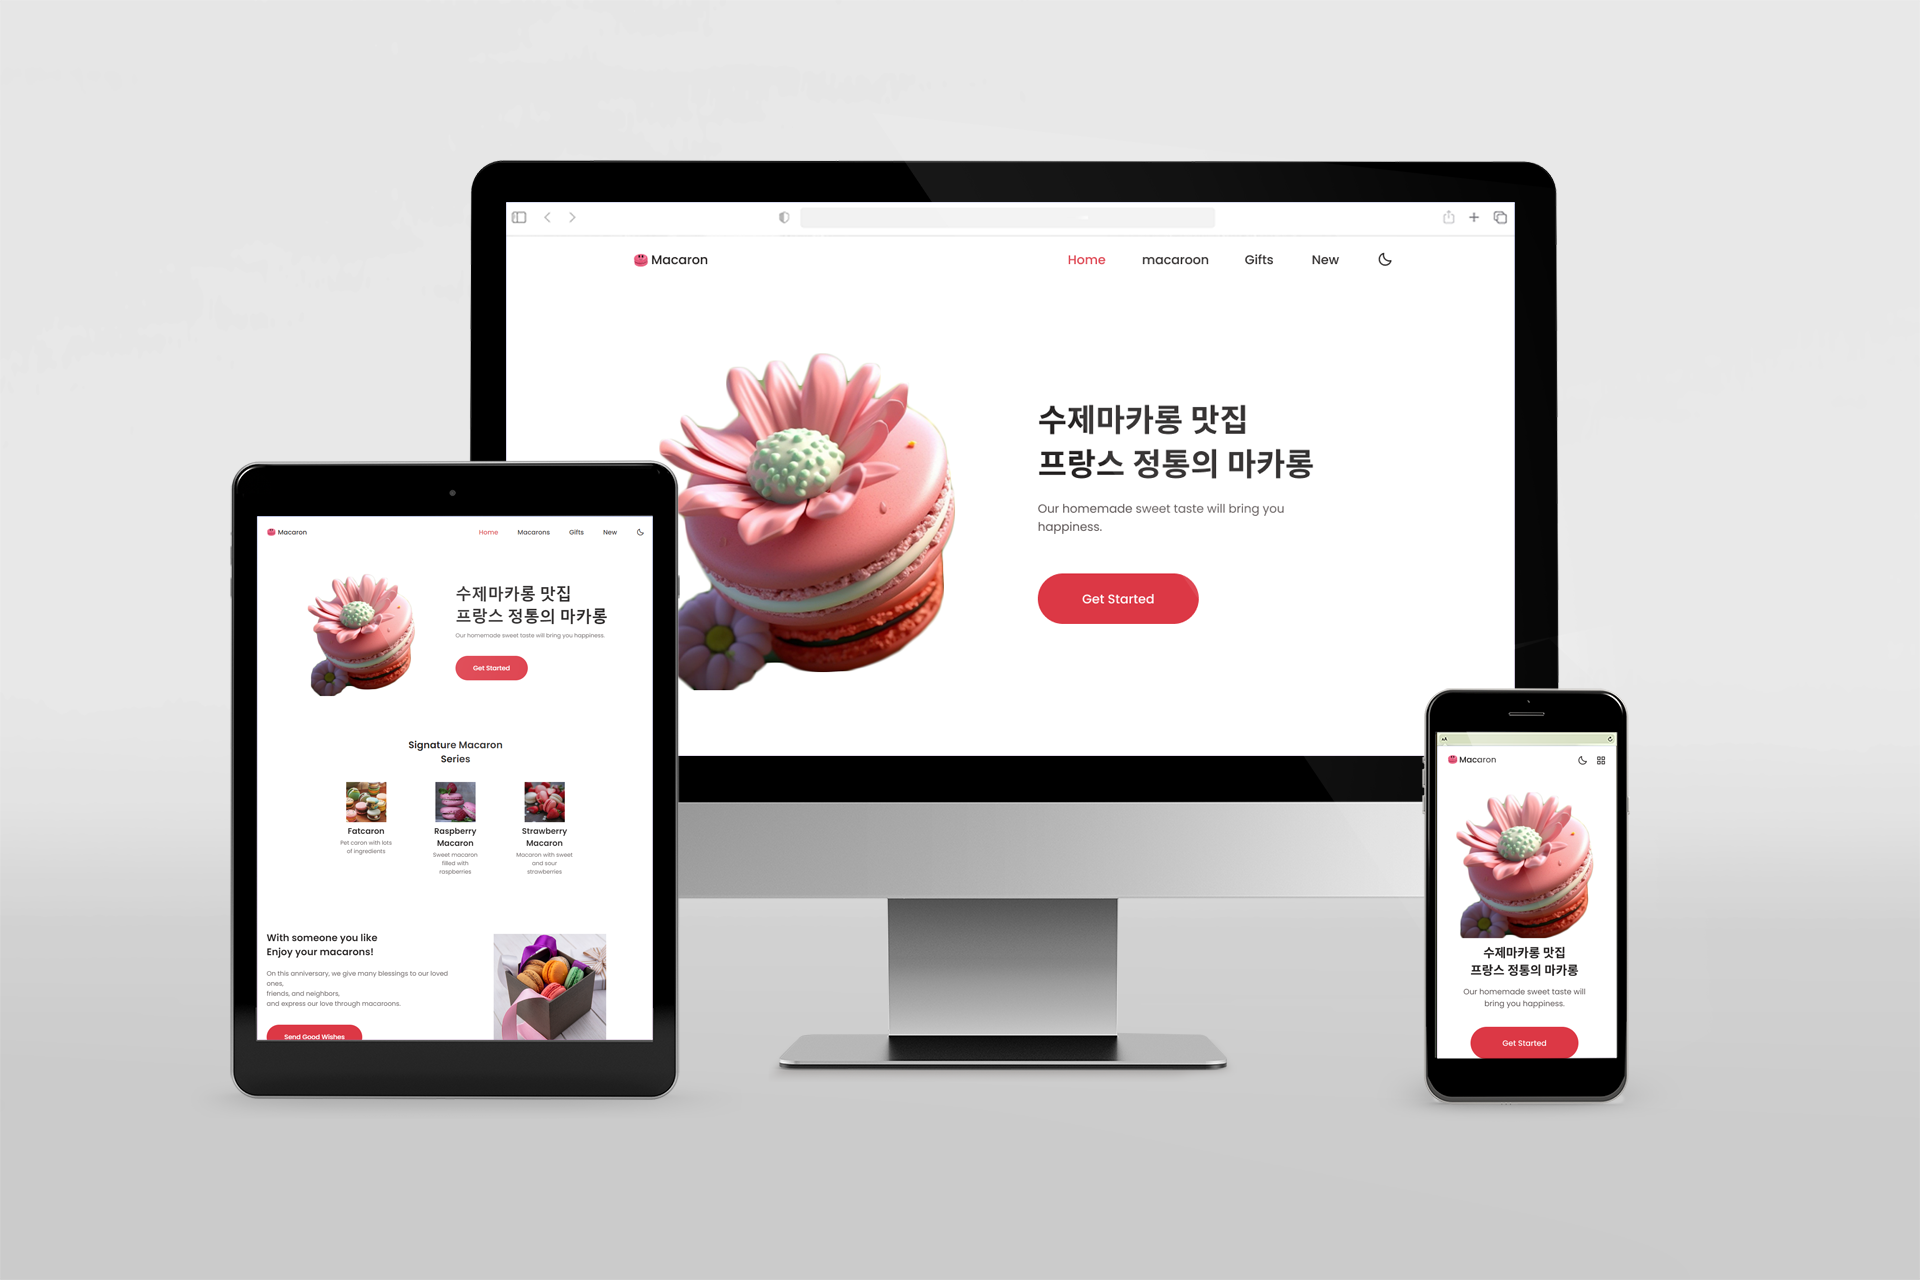 Macaron
Home macaroon Gifts New
수제마카롱 맛집
프랑스 정통의 마카롱
Our homemade sweet taste will bring you
happiness.
Get Started
Macaron
Home Macarons Gifts New
수제마카롱 맛집
프랑스 정통의 마카롱
Our homemade sweet taste will bring you happiness.
Get Started
Signature Macaron
Series
Fatcaron
Pet caron with lots
of ingredients
Raspberry
Macaron
Sweet macaron
filled with
raspberries
Strawberry
Macaron
Macaron with sweet
and sour
strawberries
With someone you like
Enjoy your macarons!
On this anniversary, we give many blessings to our loved
ones,
friends, and neighbors,
and express our love through macaroons.
Send Good Wishes
AA
Macaron
수제마카롱 맛집
프랑스 정통의 마카롱
Our homemade sweet taste will
bring you happiness.
Get Started